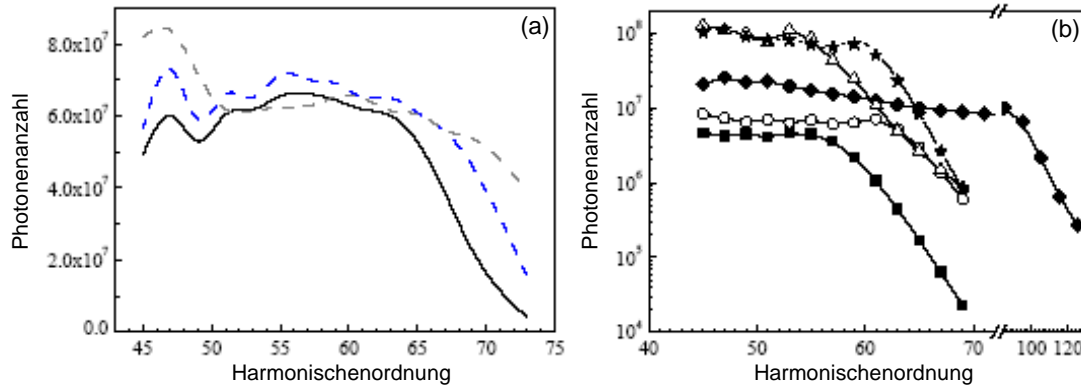 (a)
8.0x10^7
6.0x10^7
4.0x10^7
2.0x10^7
0.0
Photonenanzahl
45 50 55 60 65 70 75
Harmonischenordnung
(b)
10^8
10^7
10^6
10^5
10^4
Photonenanzahl
40 50 60 70 100 120
Harmonischenordnung